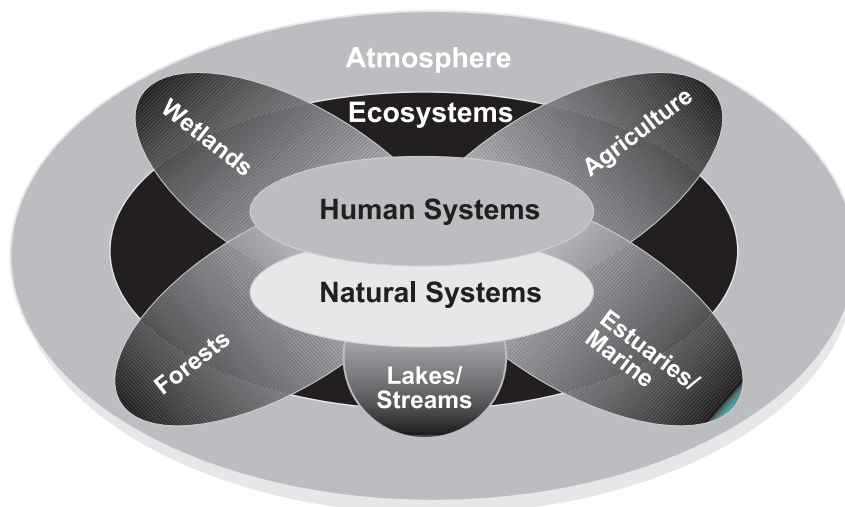 Atmosphere
Ecosystems
Wetlands
Agriculture
Human Systems
Natural Systems
Forests
Lakes/
Streams
Estuaries/
Marine